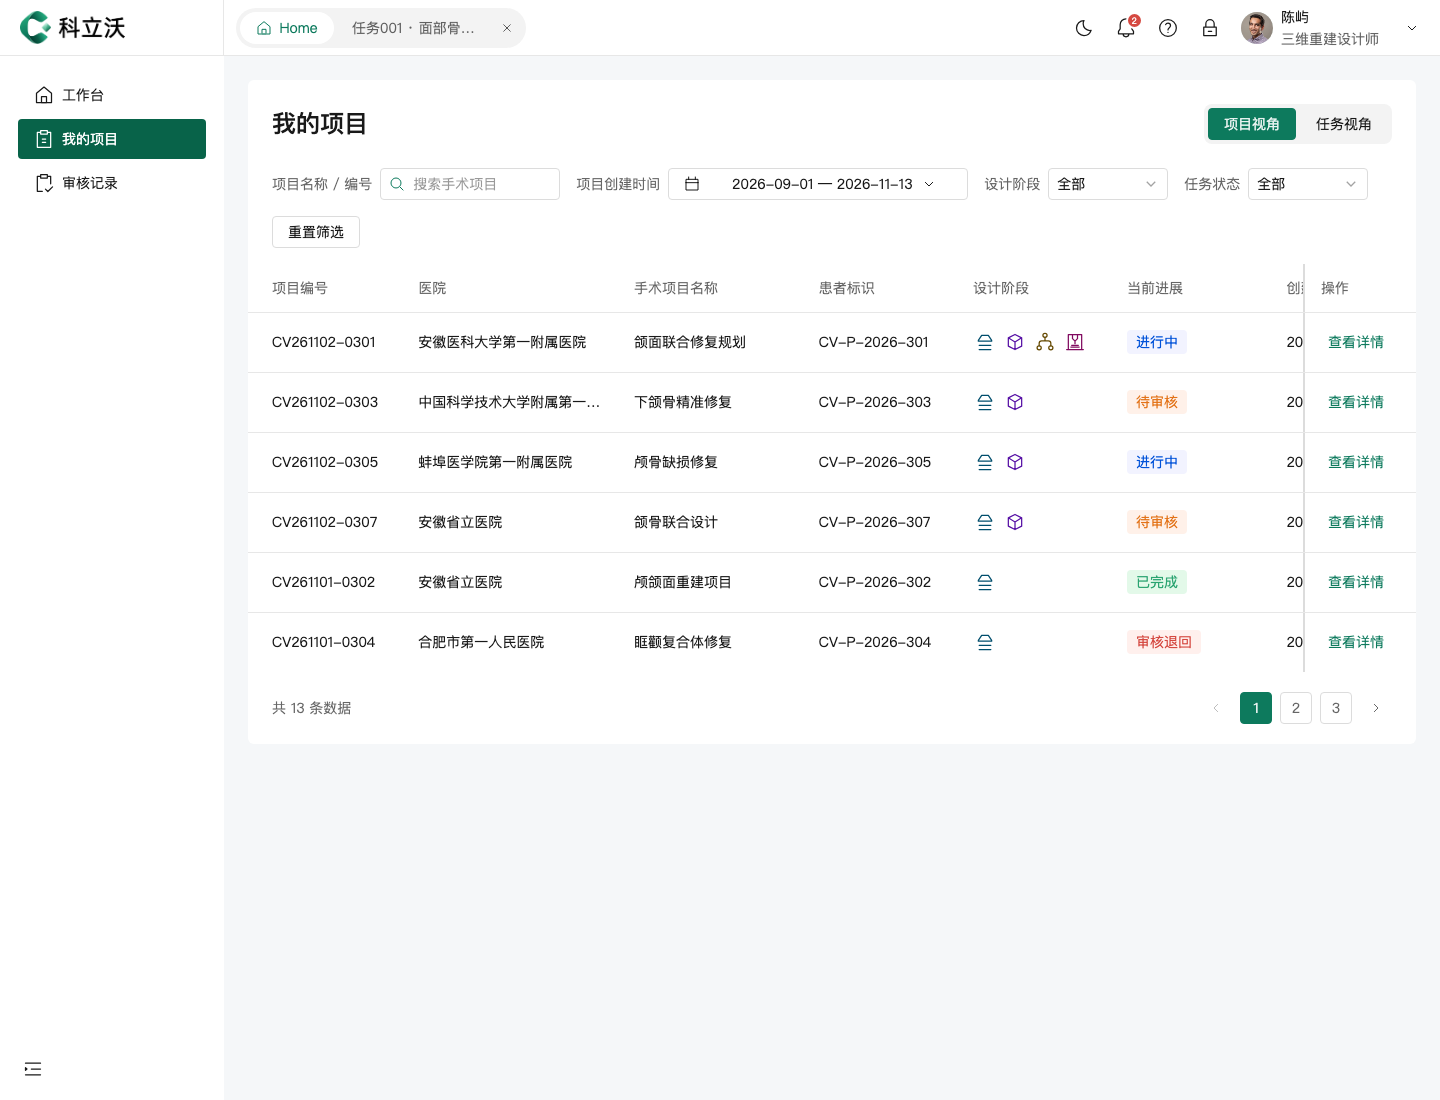 科立沃
Home
任务001 · 面部骨...
2
陈屿
三维重建设计师
工作台
我的项目
审核记录
我的项目
项目视角
任务视角
项目名称 / 编号
搜索手术项目
项目创建时间
2026-09-01 — 2026-11-13
设计阶段
全部
任务状态
全部
重置筛选
项目编号 医院 手术项目名称 患者标识 设计阶段 当前进展 创 操作
CV261102-0301 安徽医科大学第一附属医院 颌面联合修复规划 CV-P-2026-301 进行中 20 查看详情
CV261102-0303 中国科学技术大学附属第一... 下颌骨精准修复 CV-P-2026-303 待审核 20 查看详情
CV261102-0305 蚌埠医学院第一附属医院 颅骨缺损修复 CV-P-2026-305 进行中 20 查看详情
CV261102-0307 安徽省立医院 颌骨联合设计 CV-P-2026-307 待审核 20 查看详情
CV261101-0302 安徽省立医院 颅颌面重建项目 CV-P-2026-302 已完成 20 查看详情
CV261101-0304 合肥市第一人民医院 眶颧复合体修复 CV-P-2026-304 审核退回 20 查看详情
共 13 条数据
1 2 3